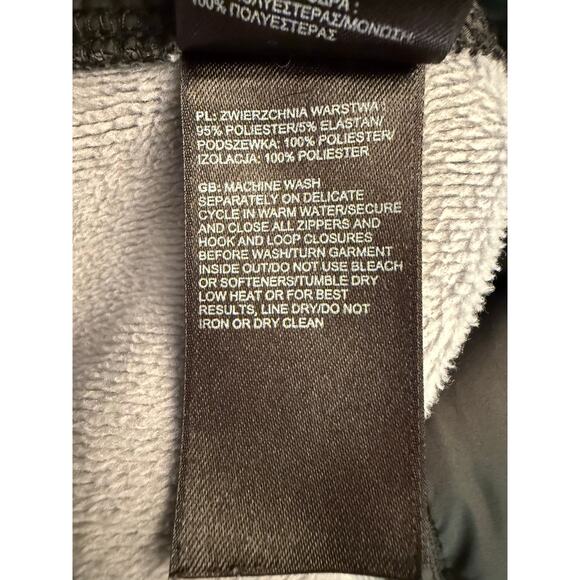 100% ΠΟΛΥΕΣΤΕΡΑΣ/ΜΟΝΩΣΗ:
100% ΠΟΛΥΕΣΤΕΡΑΣ
PL: ZWIERZCHNIA WARSTWA :
95% POLIESTER/5% ELASTAN/
PODSZEWKA: 100% POLIESTER/
IZOLACJA: 100% POLIESTER
GB: MACHINE WASH
SEPARATELY ON DELICATE
CYCLE IN WARM WATER/SECURE
AND CLOSE ALL ZIPPERS AND
HOOK AND LOOP CLOSURES
BEFORE WASH/TURN GARMENT
INSIDE OUT/DO NOT USE BLEACH
OR SOFTENERS/TUMBLE DRY
LOW HEAT OR FOR BEST
RESULTS, LINE DRY/DO NOT
IRON OR DRY CLEAN